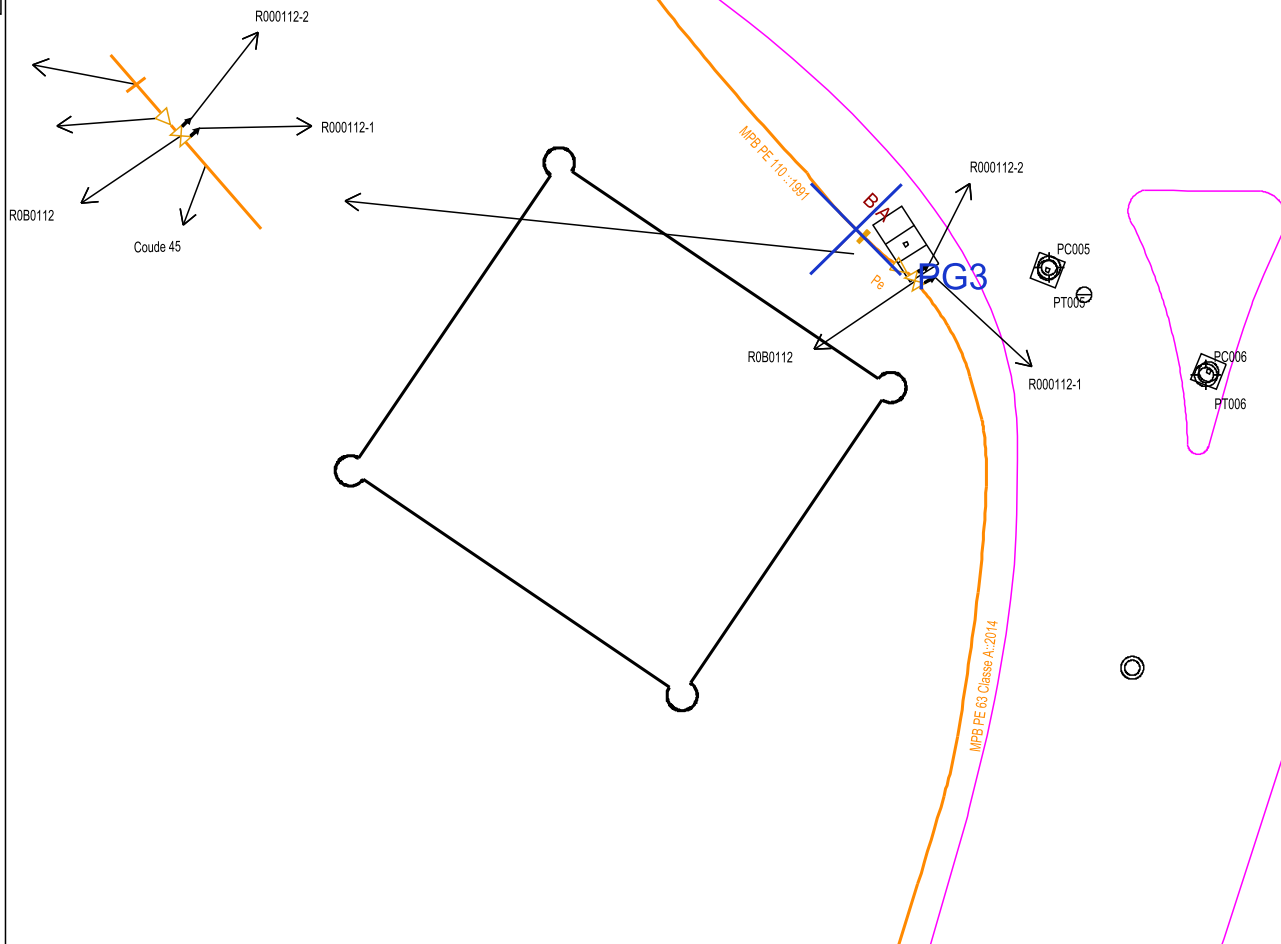 R000112-2
R000112-1
R0B0112
Coude 45
MPB PE 110 ::1991
B A
R000112-2
PG3
Pe
PC005
PT005
R0B0112
R000112-1
PC006
PT006
MPB PE 63 Classe A::2014